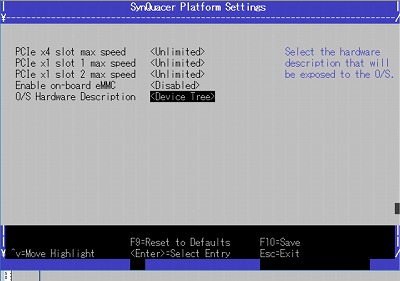 SynQuacer Platform Settings
PCIe x4 slot max speed <Unlimited>
PCIe x1 slot 1 max speed <Unlimited>
PCIe x1 slot 2 max speed <Unlimited>
Enable on-board eMMC <Disabled>
O/S Hardware Description <Device Tree>
Select the hardware
description that will
be exposed to the O/S.
F9=Reset to Defaults F10=Save
^v=Move Highlight <Enter>=Select Entry Esc=Exit